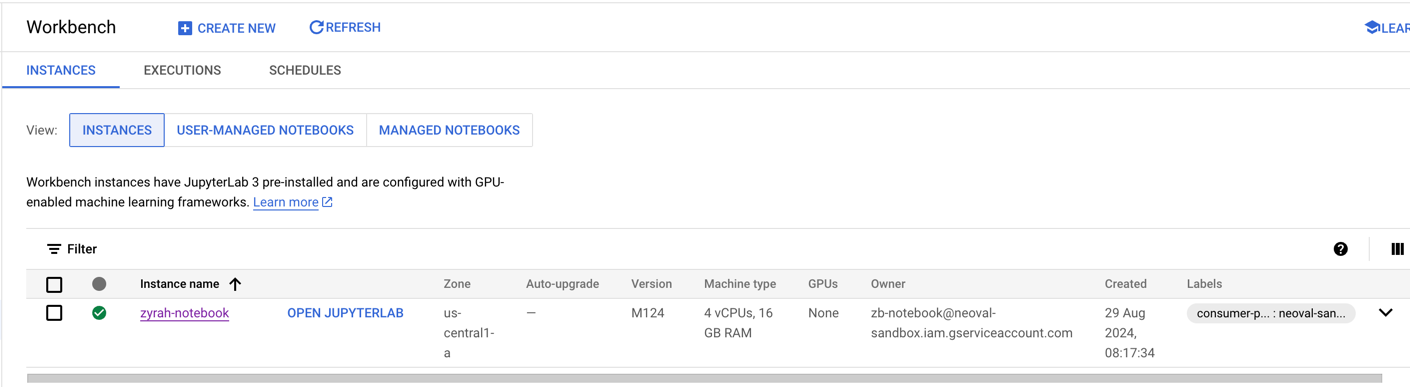 Workbench
CREATE NEW
REFRESH
LEAR
INSTANCES
EXECUTIONS
SCHEDULES
View:
INSTANCES
USER-MANAGED NOTEBOOKS
MANAGED NOTEBOOKS
Workbench instances have JupyterLab 3 pre-installed and are configured with GPU-
enabled machine learning frameworks. Learn more
Filter
Instance name
Zone
Auto-upgrade
Version
Machine type
GPUs
Owner
Created
Labels
zyrah-notebook
OPEN JUPYTERLAB
us-
central1-
a
—
M124
4 vCPUs, 16
GB RAM
None
zb-notebook@neoval-
sandbox.iam.gserviceaccount.com
29 Aug
2024,
08:17:34
consumer-p... : neoval-san...